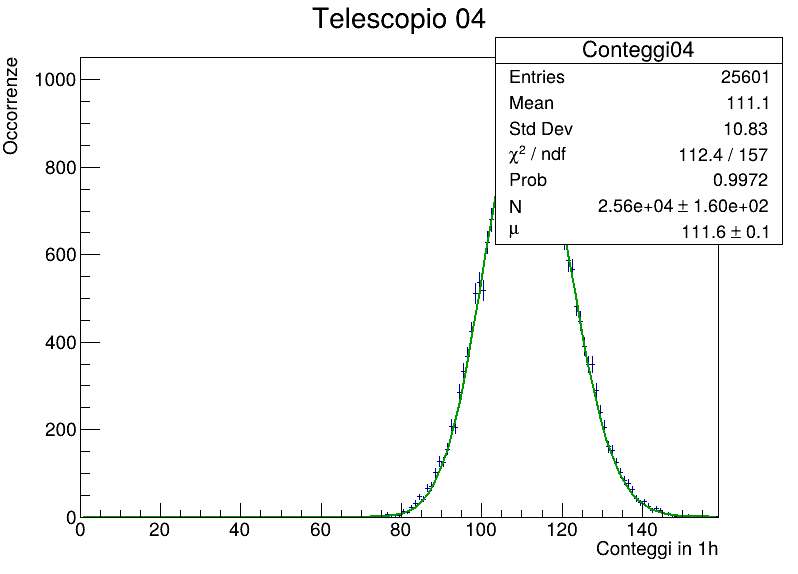 Telescopio 04
Occorrenze
Conteggi04
Entries 25601
Mean 111.1
Std Dev 10.83
χ² / ndf 112.4 / 157
Prob 0.9972
N 2.56e+04 ± 1.60e+02
μ 111.6 ± 0.1
1000
800
600
400
200
0
0 20 40 60 80 100 120 140
Conteggi in 1h